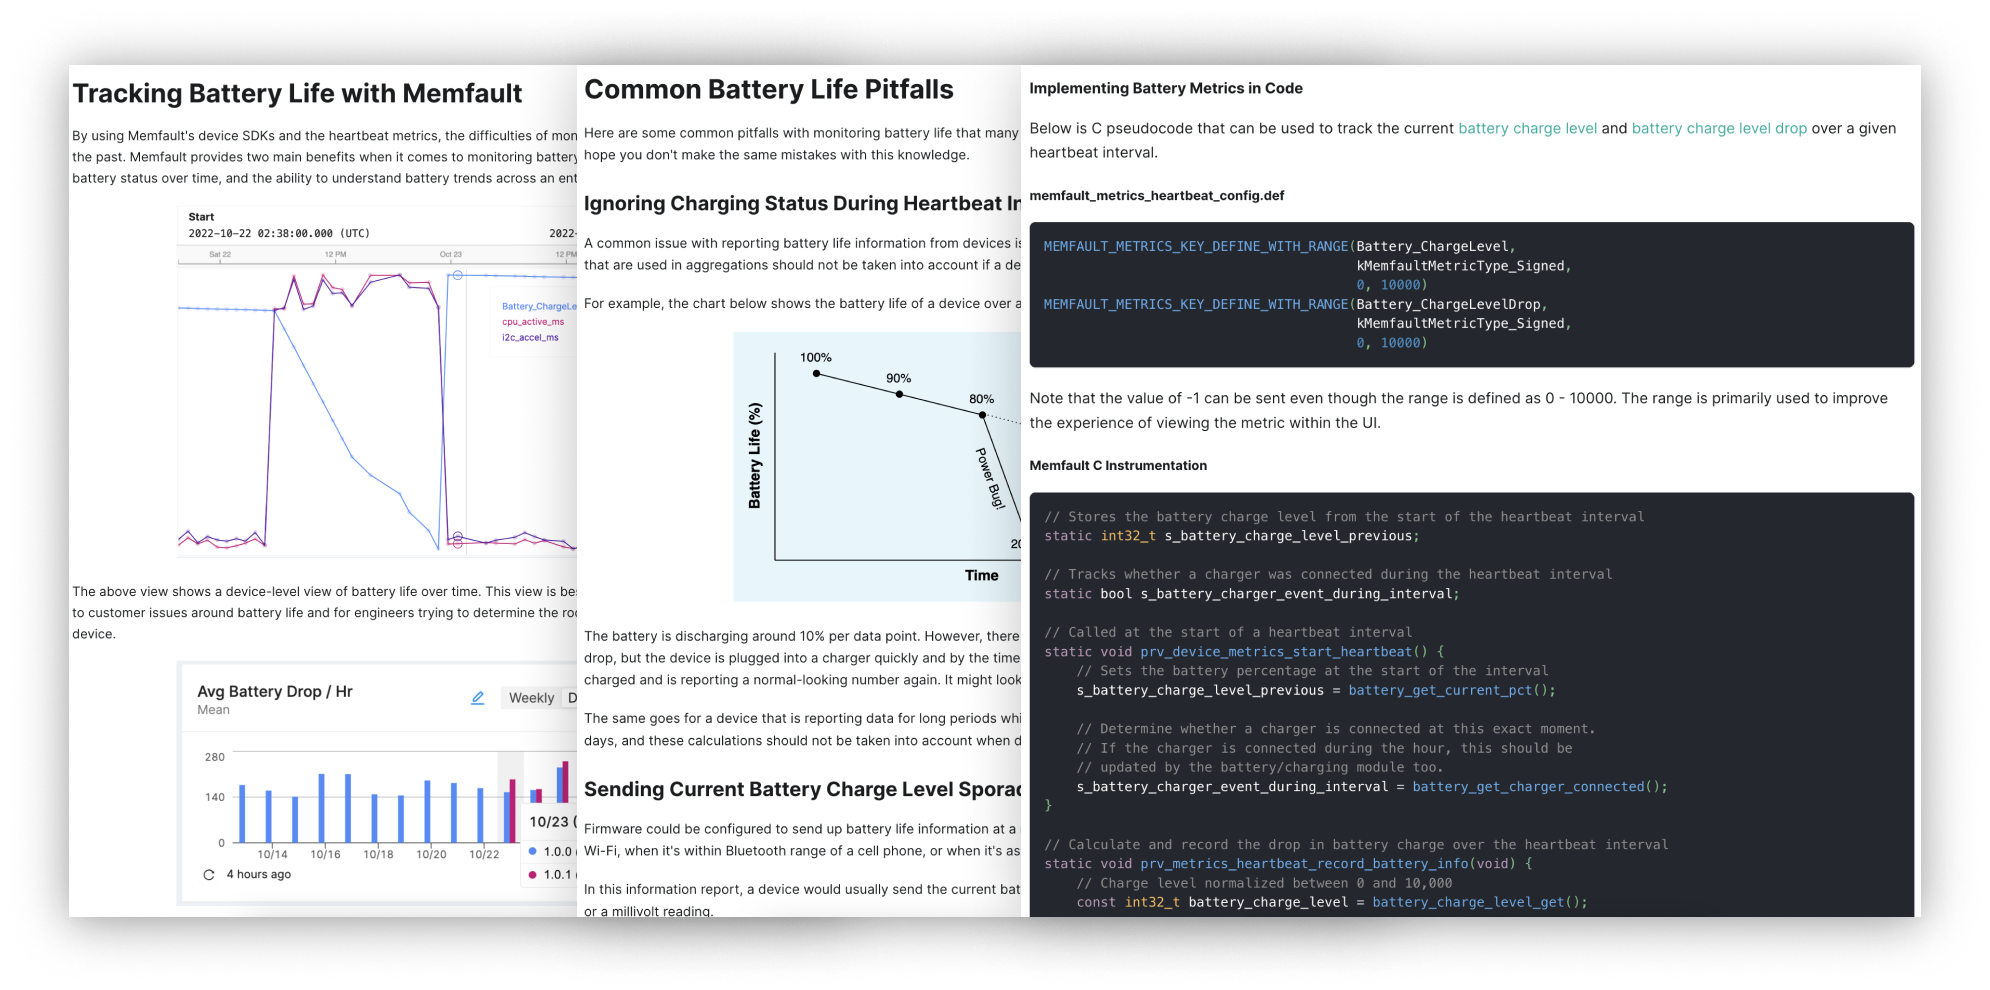 Tracking Battery Life with Memfault
By using Memfault's device SDKs and the heartbeat metrics, the difficulties of
the past. Memfault provides two main benefits when it comes to monitoring battery
battery status over time, and the ability to understand battery trends across an
Start
2022-10-22 02:38:00.000 (UTC)
2022-
Sat 22
12 PM
Oct 23
12 PM
Battery_ChargeLe
cpu_active_ms
i2c_accel_ms
The above view shows a device-level view of battery life over time. This view is
to customer issues around battery life and for engineers trying to determine the
device.
Avg Battery Drop / Hr
Mean
Weekly
D
280
140
0
10/14
10/16
10/18
10/20
10/22
10/23 (
1.0.0
1.0.1
4 hours ago
Common Battery Life Pitfalls
Here are some common pitfalls with monitoring battery life that many
hope you don't make the same mistakes with this knowledge.
Ignoring Charging Status During Heartbeat In
A common issue with reporting battery life information from devices is
that are used in aggregations should not be taken into account if a de
For example, the chart below shows the battery life of a device over a
100%
90%
80%
Power Bug!
20
Battery Life (%)
Time
The battery is discharging around 10% per data point. However, there
drop, but the device is plugged into a charger quickly and by the time
charged and is reporting a normal-looking number again. It might look
The same goes for a device that is reporting data for long periods whi
days, and these calculations should not be taken into account when d
Sending Current Battery Charge Level Sporad
Firmware could be configured to send up battery life information at a
Wi-Fi, when it's within Bluetooth range of a cell phone, or when it's as
In this information report, a device would usually send the current bat
or a millivolt reading.
Implementing Battery Metrics in Code
Below is C pseudocode that can be used to track the current battery charge level and battery charge level drop over a given
heartbeat interval.
memfault_metrics_heartbeat_config.def
MEMFAULT_METRICS_KEY_DEFINE_WITH_RANGE(Battery_ChargeLevel,
kMemfaultMetricType_Signed,
0, 10000)
MEMFAULT_METRICS_KEY_DEFINE_WITH_RANGE(Battery_ChargeLevelDrop,
kMemfaultMetricType_Signed,
0, 10000)
Note that the value of -1 can be sent even though the range is defined as 0 - 10000. The range is primarily used to improve
the experience of viewing the metric within the UI.
Memfault C Instrumentation
// Stores the battery charge level from the start of the heartbeat interval
static int32_t s_battery_charge_level_previous;
// Tracks whether a charger was connected during the heartbeat interval
static bool s_battery_charger_event_during_interval;
// Called at the start of a heartbeat interval
static void prv_device_metrics_start_heartbeat() {
// Sets the battery percentage at the start of the interval
s_battery_charge_level_previous = battery_get_current_pct();
// Determine whether a charger is connected at this exact moment.
// If the charger is connected during the hour, this should be
// updated by the battery/charging module too.
s_battery_charger_event_during_interval = battery_get_charger_connected();
}
// Calculate and record the drop in battery charge over the heartbeat interval
static void prv_metrics_heartbeat_record_battery_info(void) {
// Charge level normalized between 0 and 10,000
const int32_t battery_charge_level = battery_charge_level_get();